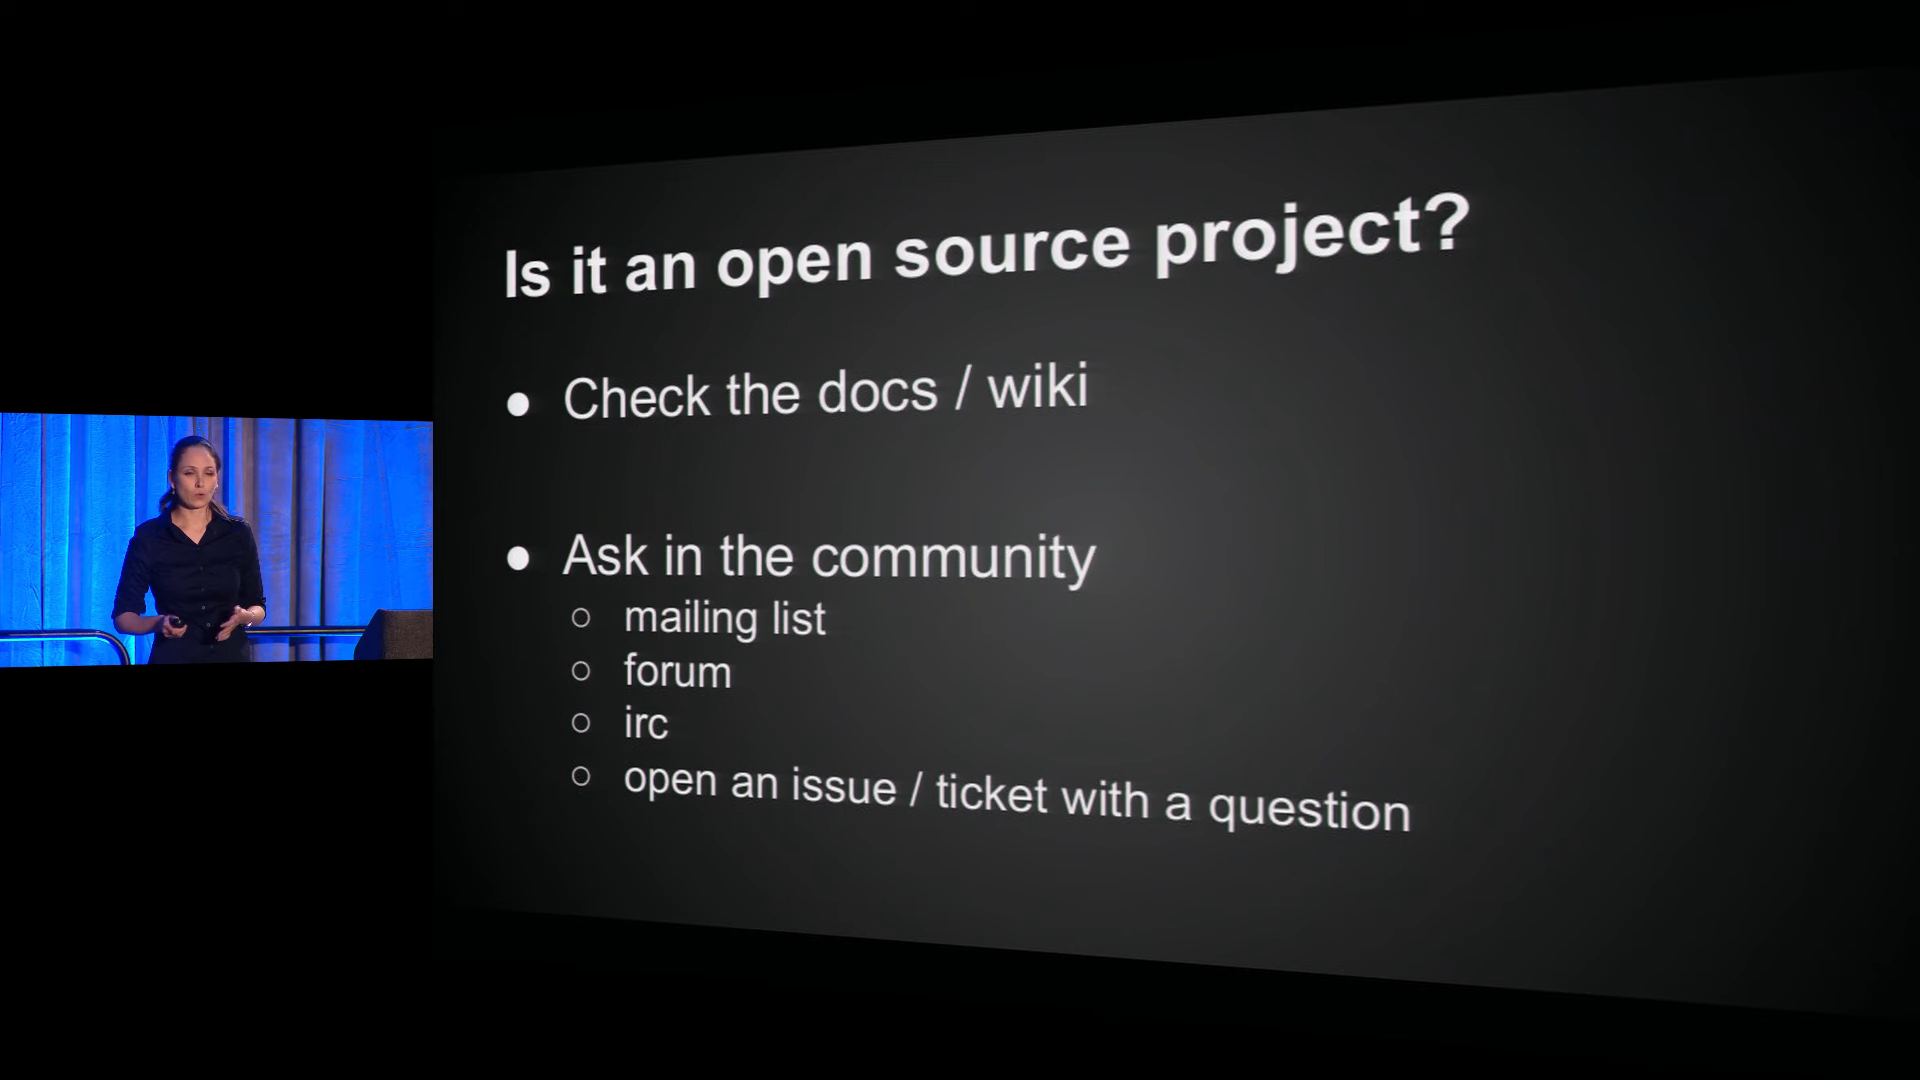 Is it an open source project?
● Check the docs / wiki
● Ask in the community
○ mailing list
○ forum
○ irc
○ open an issue / ticket with a question